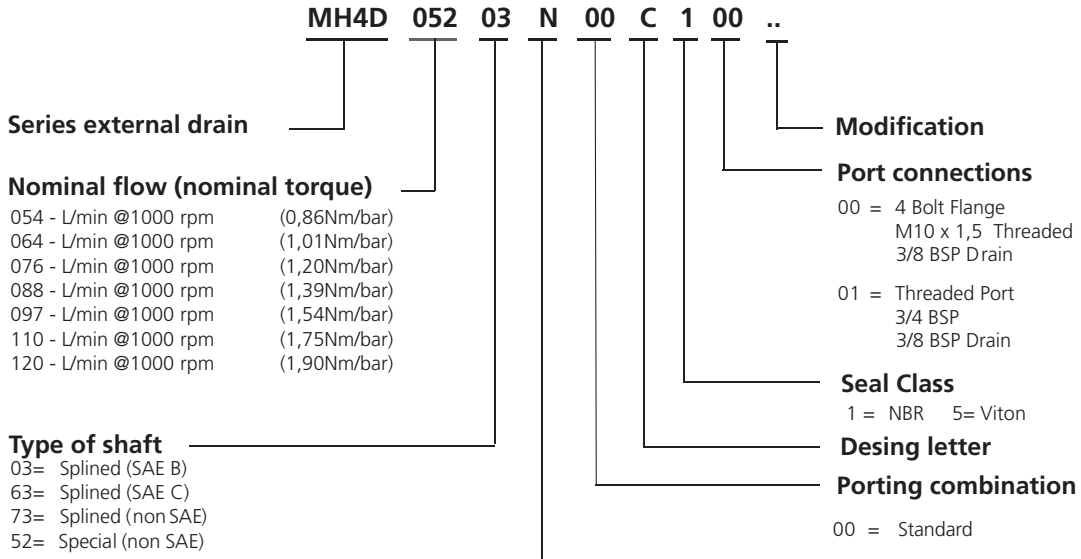 MH4D 052 03 N 00 C 1 00 ..
Series external drain
Nominal flow (nominal torque)
054 - L/min @1000 rpm (0,86Nm/bar)
064 - L/min @1000 rpm (1,01Nm/bar)
076 - L/min @1000 rpm (1,20Nm/bar)
088 - L/min @1000 rpm (1,39Nm/bar)
097 - L/min @1000 rpm (1,54Nm/bar)
110 - L/min @1000 rpm (1,75Nm/bar)
120 - L/min @1000 rpm (1,90Nm/bar)
Type of shaft
03= Splined (SAE B)
63= Splined (SAE C)
73= Splined (non SAE)
52= Special (non SAE)
Modification
Port connections
00 = 4 Bolt Flange
M10 x 1,5 Threaded
3/8 BSP Drain
01 = Threaded Port
3/4 BSP
3/8 BSP Drain
Seal Class
1 = NBR 5= Viton
Desing letter
Porting combination
00 = Standard